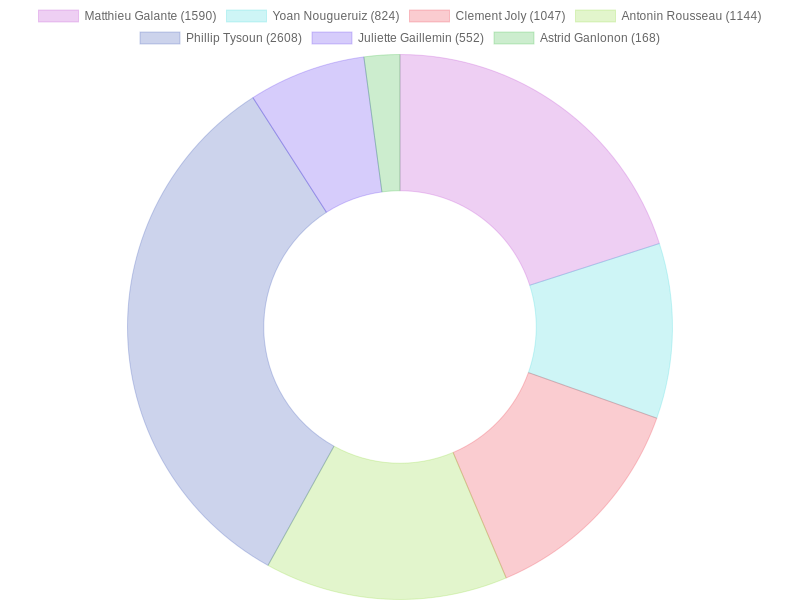 Matthieu Galante (1590) Yoan Nougueruiz (824) Clement Joly (1047) Antonin Rousseau (1144)
Phillip Tysoun (2608) Juliette Gaillemin (552) Astrid Ganlonon (168)